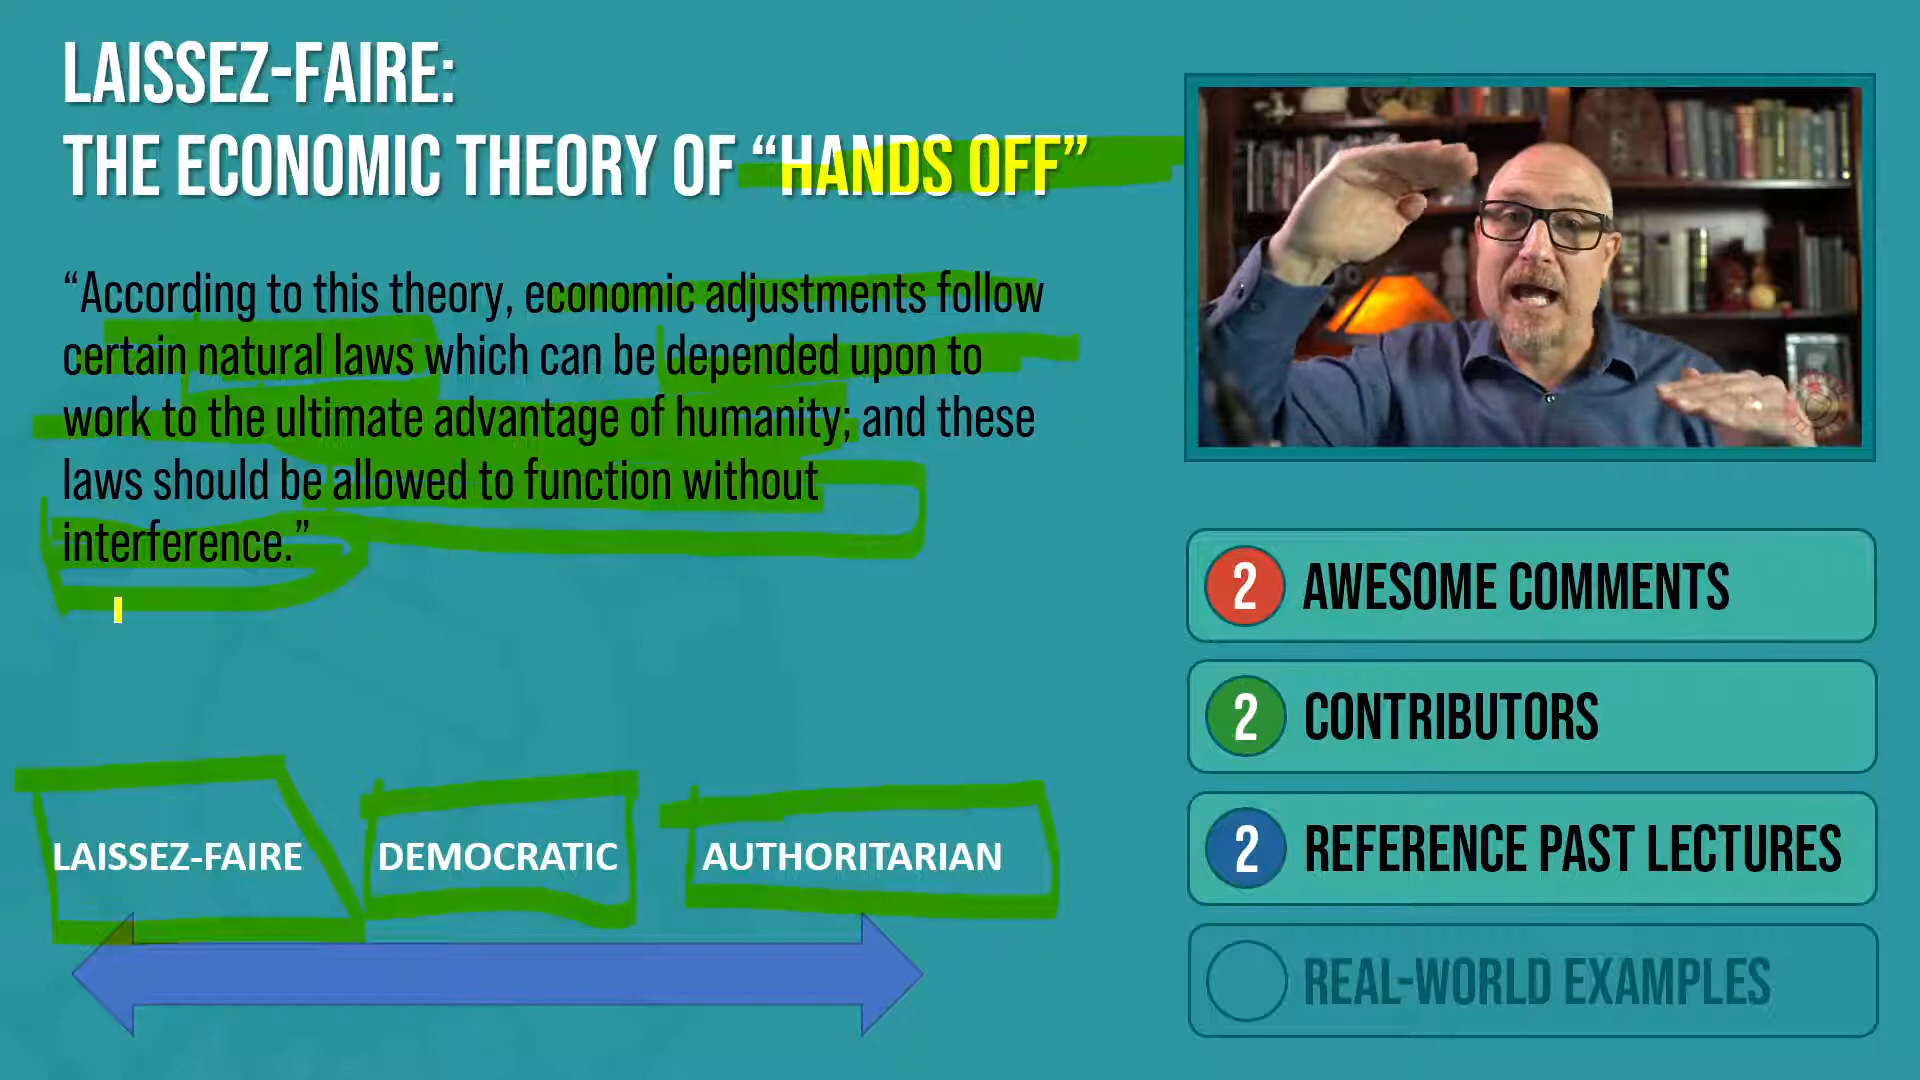 LAISSEZ-FAIRE:
THE ECONOMIC THEORY OF “HANDS OFF”
“According to this theory, economic adjustments follow
certain natural laws which can be depended upon to
work to the ultimate advantage of humanity; and these
laws should be allowed to function without
interference.”
LAISSEZ-FAIRE
DEMOCRATIC
AUTHORITARIAN
2 AWESOME COMMENTS
2 CONTRIBUTORS
2 REFERENCE PAST LECTURES
REAL-WORLD EXAMPLES